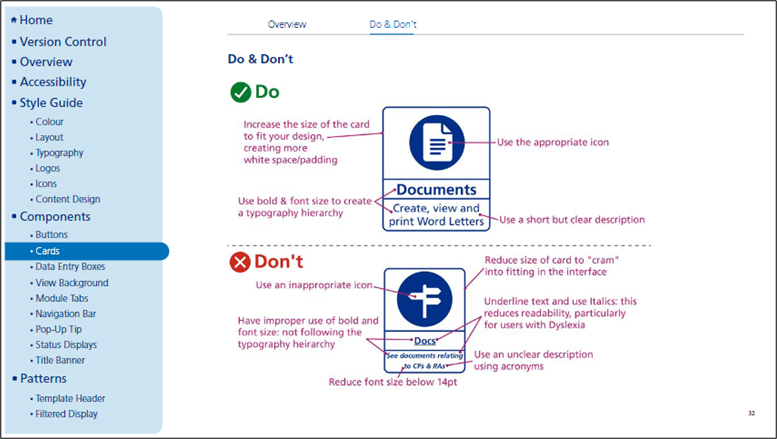 Home
Version Control
Overview
Accessibility
Style Guide
Colour
Layout
Typography
Logos
Icons
Content Design
Components
Buttons
Cards
Data Entry Boxes
View Background
Module Tabs
Navigation Bar
Pop-Up Tip
Status Displays
Title Banner
Patterns
Template Header
Filtered Display
Overview
Do & Don't
Do & Don't
Do
Increase the size of the card
to fit your design,
creating more
white space/padding
Use the appropriate icon
Use bold & font size to create
a typography hierarchy
Documents
Create, view and
print Word Letters
Use a short but clear description
Don't
Use an inappropriate icon
Reduce size of card to "cram"
into fitting in the interface
Have improper use of bold and
font size: not following the
typography heirarchy
Underline text and use Italics: this
reduces readability, particularly
for users with Dyslexia
Docs
See documents relating
to CPs & RAs
Use an unclear description
using acronyms
Reduce font size below 14pt
32